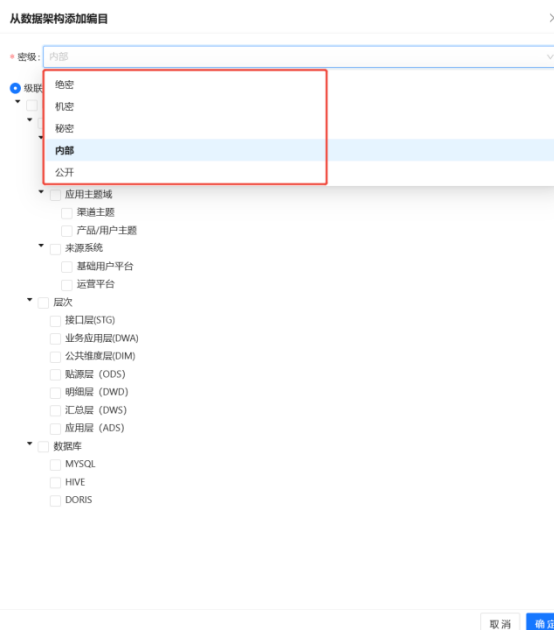 从数据架构添加编目
* 密级: 内部
级联
绝密
机密
秘密
内部
公开
应用主题域
渠道主题
产品/用户主题
来源系统
基础用户平台
运营平台
层次
接口层(STG)
业务应用层(DWA)
公共维度层(DIM)
贴源层（ODS）
明细层（DWD）
汇总层（DWS）
应用层（ADS）
数据库
MYSQL
HIVE
DORIS
取消 确定